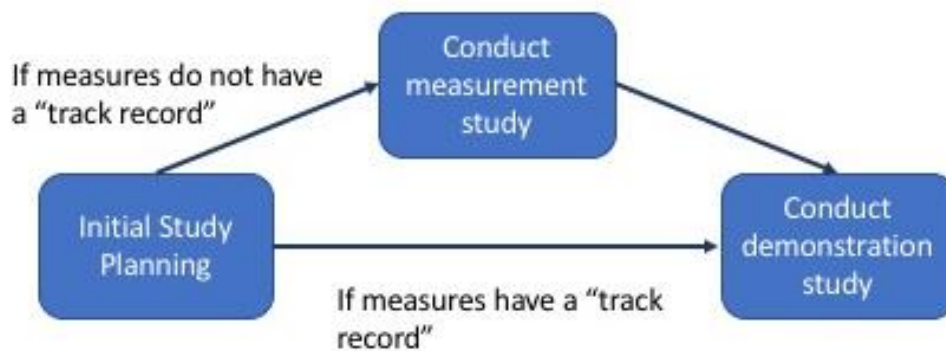 If measures do not have
a “track record”
Conduct
measurement
study
Initial Study
Planning
Conduct
demonstration
study
If measures have a “track
record”